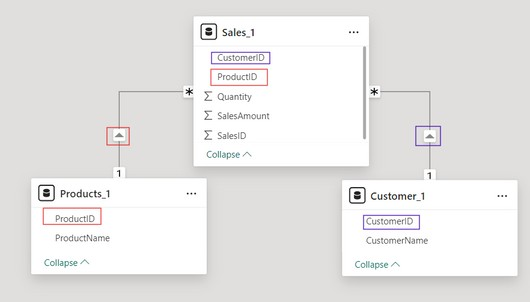 Sales_1
CustomerID
ProductID
Σ Quantity
Σ SalesAmount
Σ SalesID
Collapse
*
*
1
1
Products_1
ProductID
ProductName
Collapse
Customer_1
CustomerID
CustomerName
Collapse